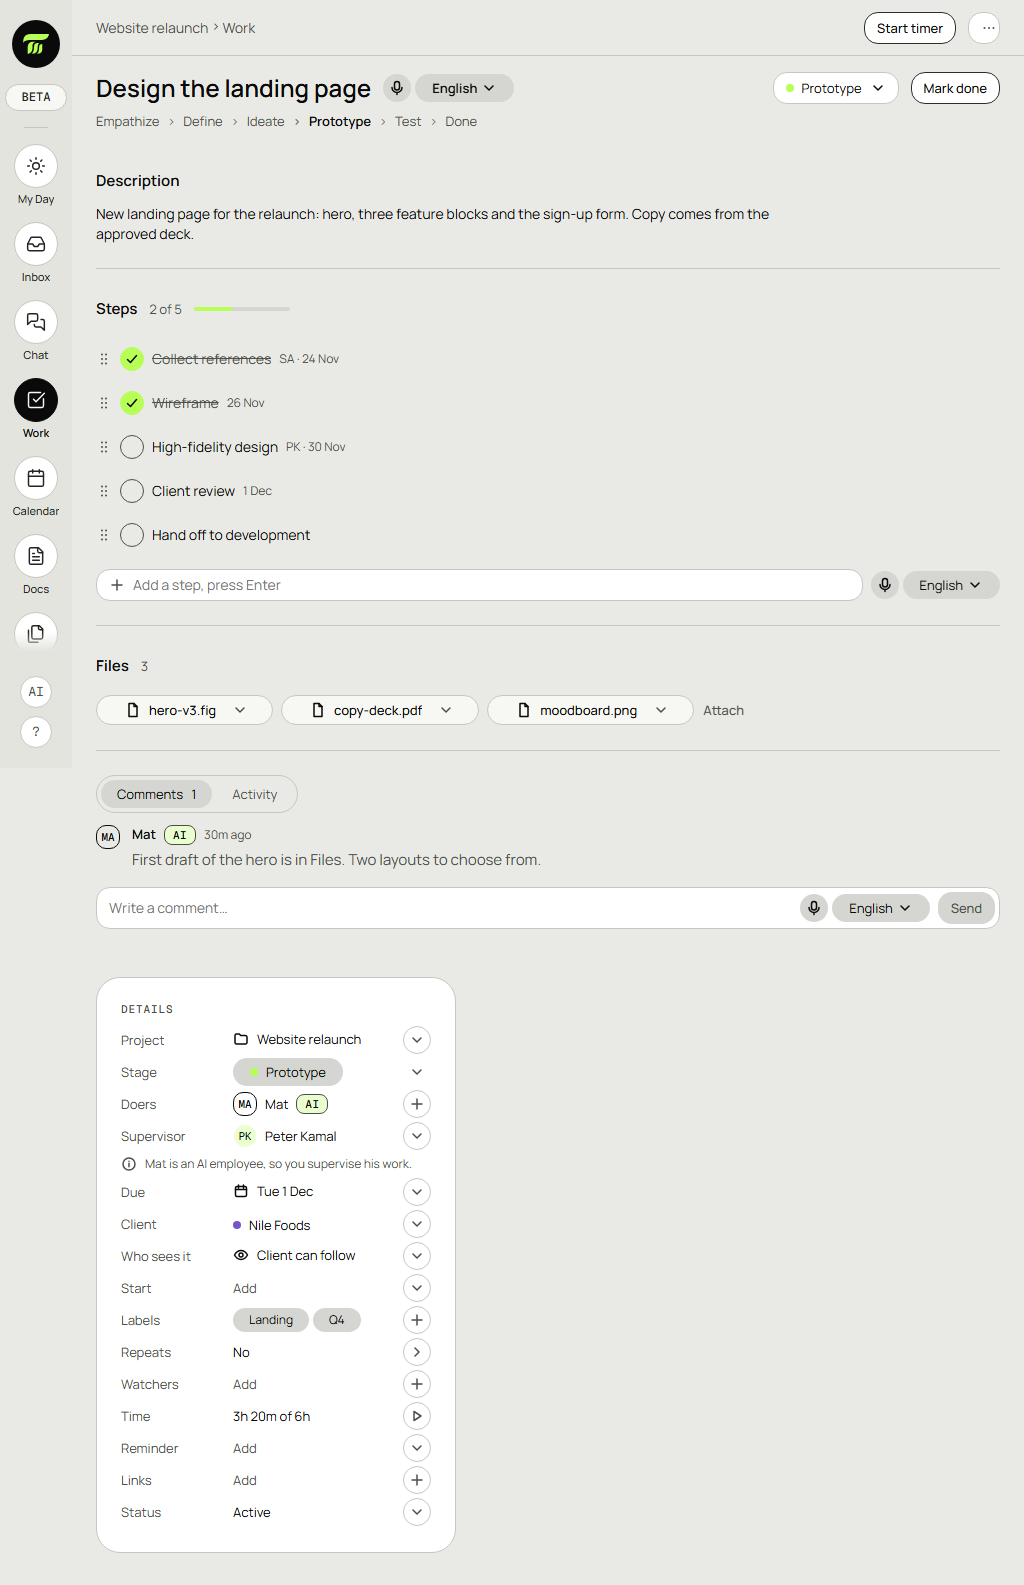 Website relaunch › Work
Start timer
...
BETA
My Day
Inbox
Chat
Work
Calendar
Docs
AI
?
Design the landing page
English
Prototype
Mark done
Empathize › Define › Ideate › Prototype › Test › Done
Description
New landing page for the relaunch: hero, three feature blocks and the sign-up form. Copy comes from the
approved deck.
Steps 2 of 5
Collect references SA · 24 Nov
Wireframe 26 Nov
High-fidelity design PK · 30 Nov
Client review 1 Dec
Hand off to development
Add a step, press Enter
English
Files 3
hero-v3.fig
copy-deck.pdf
moodboard.png
Attach
Comments 1
Activity
MA Mat AI 30m ago
First draft of the hero is in Files. Two layouts to choose from.
Write a comment...
English
Send
DETAILS
Project Website relaunch
Stage Prototype
Doers MA Mat AI
Supervisor PK Peter Kamal
Mat is an AI employee, so you supervise his work.
Due Tue 1 Dec
Client Nile Foods
Who sees it Client can follow
Start Add
Labels Landing Q4
Repeats No
Watchers Add
Time 3h 20m of 6h
Reminder Add
Links Add
Status Active